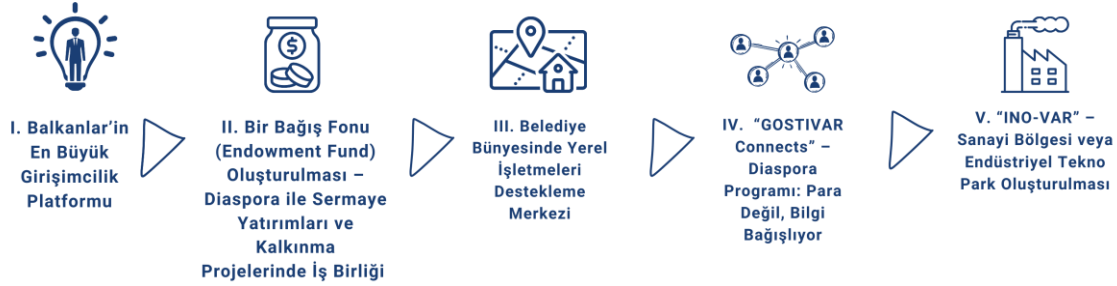 I. Balkanlar’in
En Büyük
Girişimcilik
Platformu
II. Bir Bağış Fonu
(Endowment Fund)
Oluşturulması –
Diaspora ile Sermaye
Yatırımları ve
Kalkınma
Projelerinde İş Birliği
III. Belediye
Bünyesinde Yerel
İşletmeleri
Destekleme
Merkezi
IV. “GOSTIVAR
Connects” –
Diaspora
Programı: Para
Değil, Bilgi
Bağışlıyor
V. “INO-VAR” –
Sanayi Bölgesi veya
Endüstriyel Tekno
Park Oluşturulması